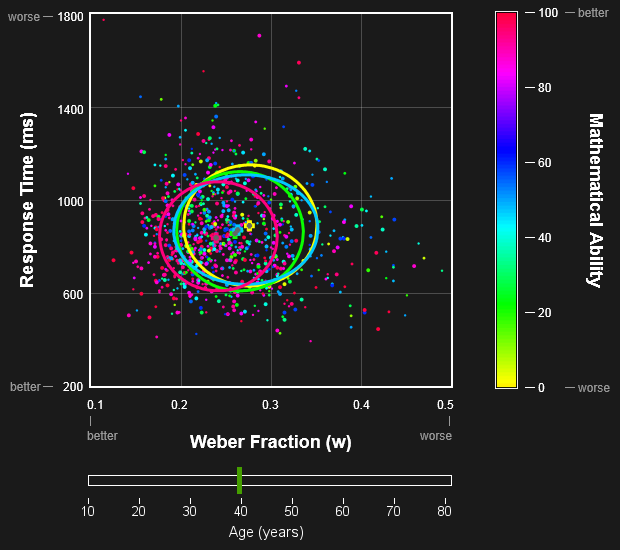 worse
1800
1400
1000
600
better
200
Response Time (ms)
0.1
0.2
0.3
0.4
0.5
better
worse
Weber Fraction (w)
100
better
80
60
40
20
0
worse
Mathematical Ability
10
20
30
40
50
60
70
80
Age (years)